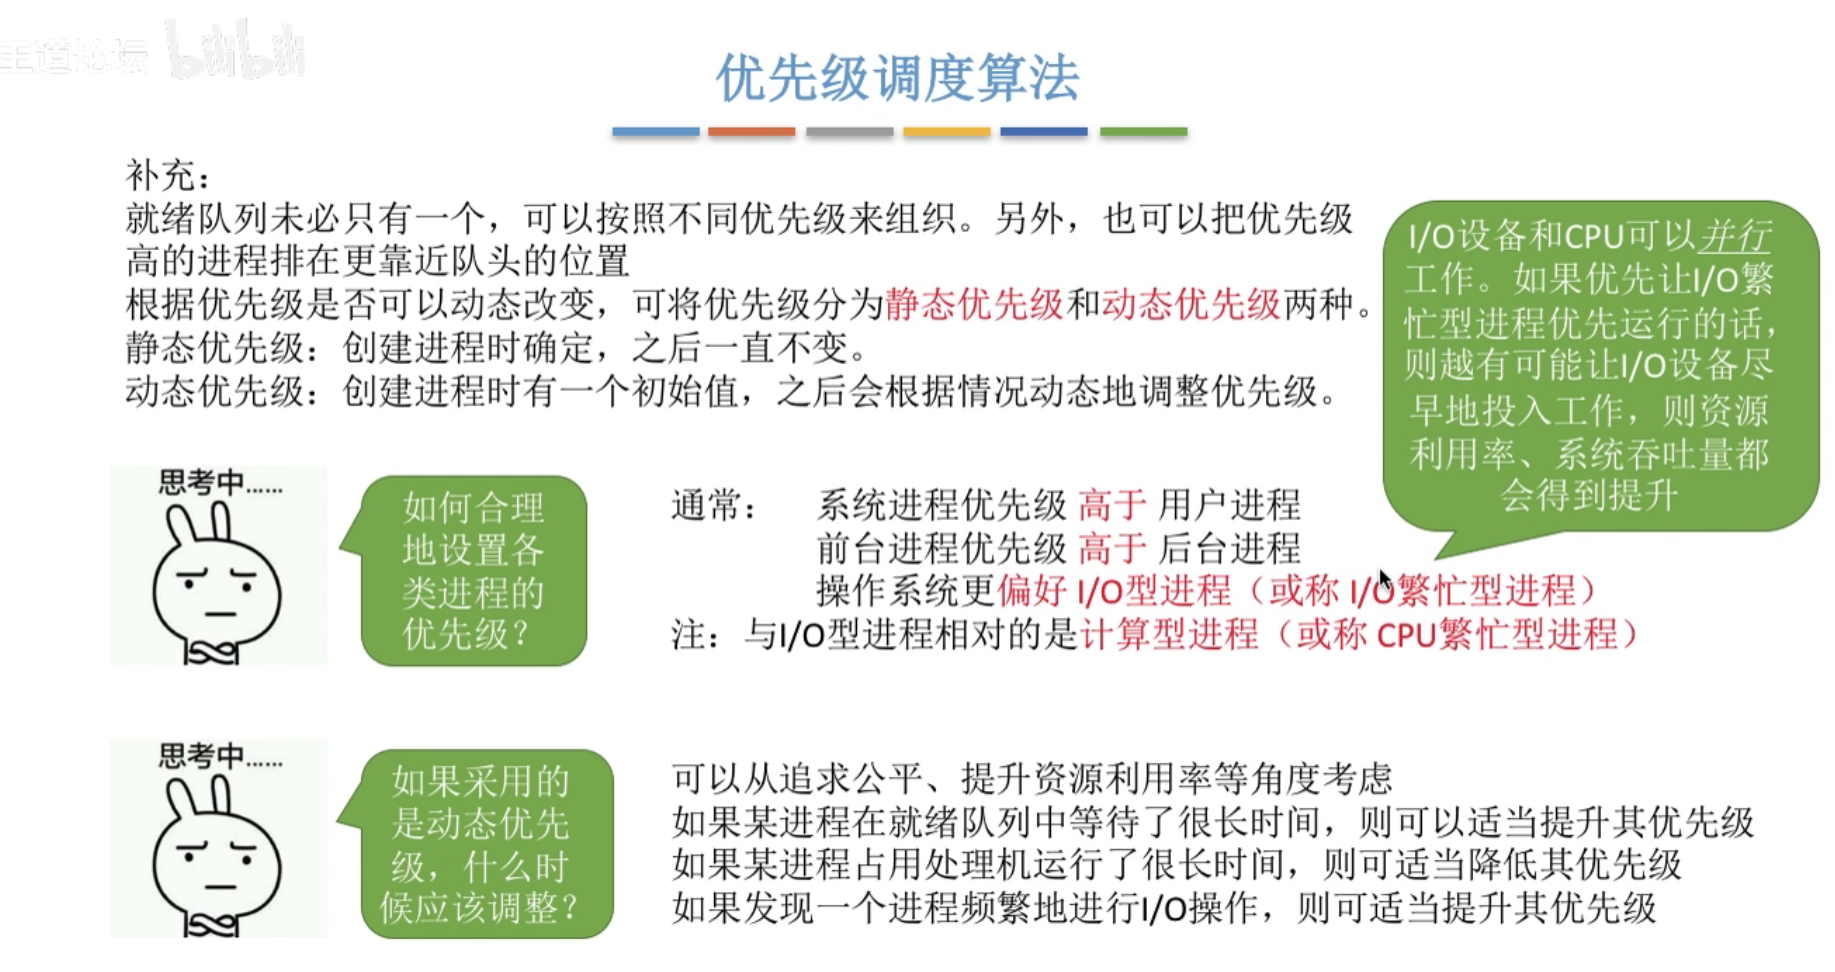 王道论坛 bilibili
优先级调度算法
补充：
就绪队列未必只有一个，可以按照不同优先级来组织。另外，也可以把优先级
高的进程排在更靠近队头的位置
根据优先级是否可以动态改变，可将优先级分为静态优先级和动态优先级两种。
静态优先级：创建进程时确定，之后一直不变。
动态优先级：创建进程时有一个初始值，之后会根据情况动态地调整优先级。
I/O设备和CPU可以并行
工作。如果优先让I/O繁
忙型进程优先运行的话，
则越有可能让I/O设备尽
早地投入工作，则资源
利用率、系统吞吐量都
会得到提升
思考中......
如何合理
地设置各
类进程的
优先级？
通常： 系统进程优先级 高于 用户进程
前台进程优先级 高于 后台进程
操作系统更偏好 I/O型进程（或称 I/O繁忙型进程）
注：与I/O型进程相对的是计算型进程（或称 CPU繁忙型进程）
思考中......
如果采用的
是动态优先
级，什么时
候应该调整？
可以从追求公平、提升资源利用率等角度考虑
如果某进程在就绪队列中等待了很长时间，则可以适当提升其优先级
如果某进程占用处理机运行了很长时间，则可适当降低其优先级
如果发现一个进程频繁地进行I/O操作，则可适当提升其优先级